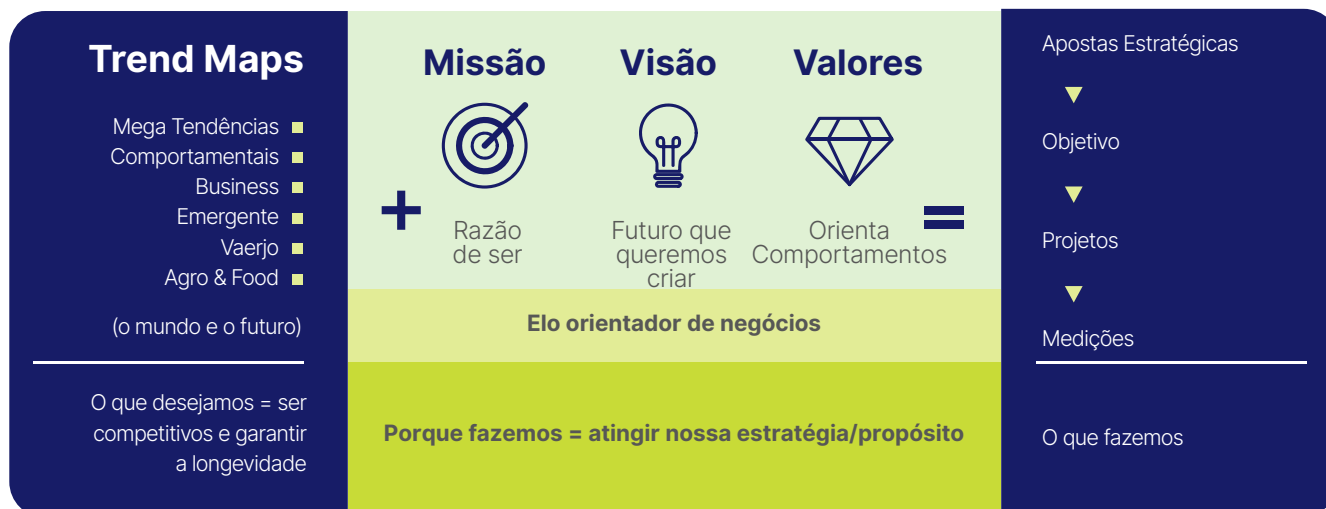 Trend Maps
Mega Tendências
Comportamentais
Business
Emergente
Vaerjo
Agro & Food
(o mundo e o futuro)
O que desejamos = ser
competitivos e garantir
a longevidade
+
Missão
Razão
de ser
Visão
Futuro que
queremos
criar
Valores
Orienta
Comportamentos
=
Elo orientador de negócios
Porque fazemos = atingir nossa estratégia/propósito
Apostas Estratégicas
Objetivo
Projetos
Medições
O que fazemos